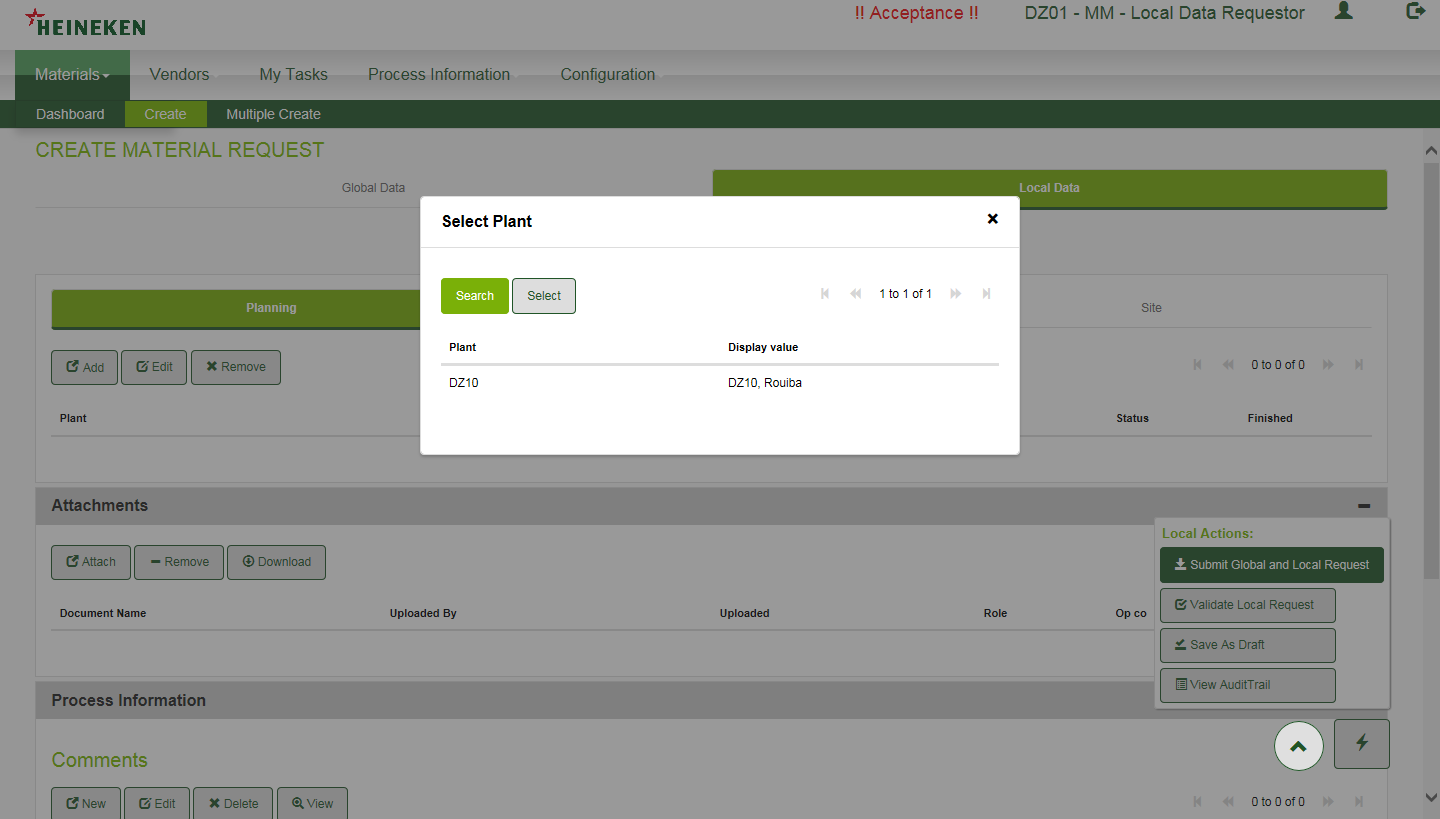 HEINEKEN
!! Acceptance !! DZ01 - MM - Local Data Requestor
Materials Vendors My Tasks Process Information Configuration
Dashboard Create Multiple Create
CREATE MATERIAL REQUEST
Global Data Local Data
Select Plant
Search Select 1 to 1 of 1
Plant Display value
DZ10 DZ10, Rouiba
Planning Site
Add Edit Remove 0 to 0 of 0
Plant Status Finished
Attachments
Attach Remove Download
Document Name Uploaded By Uploaded Role Op co
Local Actions:
Submit Global and Local Request
Validate Local Request
Save As Draft
View AuditTrail
Process Information
Comments
New Edit Delete View 0 to 0 of 0